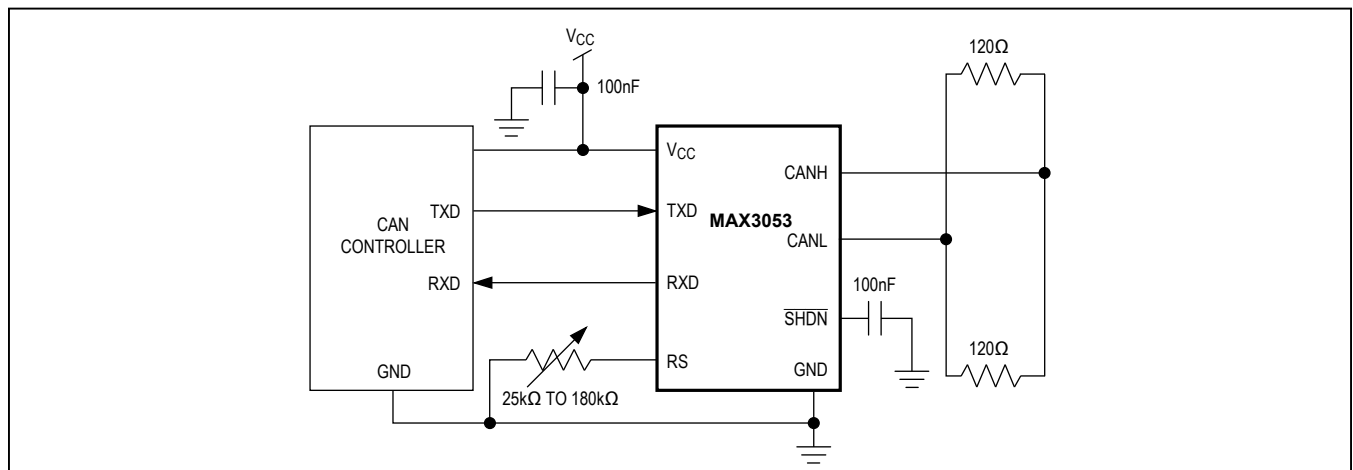 VCC
100nF
120Ω
VCC
CANH
CAN
CONTROLLER
TXD
TXD
MAX3053
CANL
RXD
RXD
100nF
SHDN
RS
25kΩ TO 180kΩ
GND
GND
120Ω